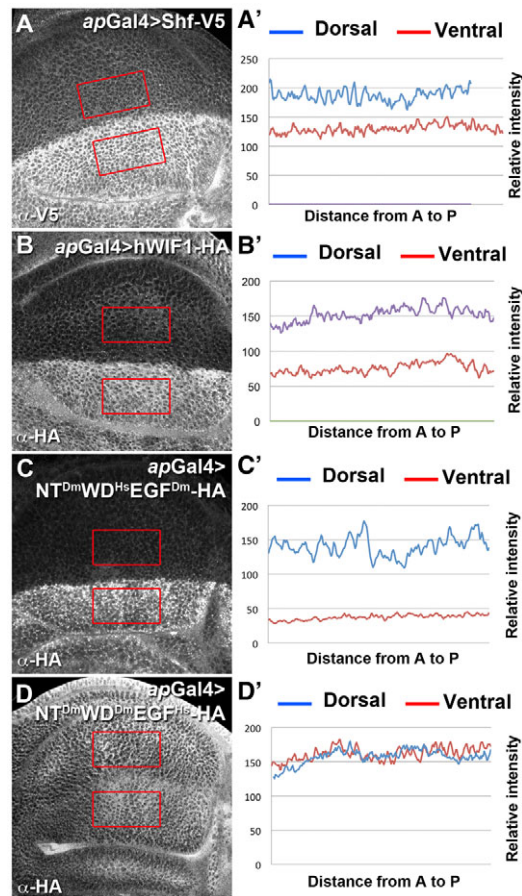 A apGal4>Shf-V5
α-V5
A’ Dorsal Ventral
250
200
150
100
50
0
Relative intensity
Distance from A to P
B apGal4>hWIF1-HA
α-HA
B’ Dorsal Ventral
200
150
100
50
0
Relative intensity
Distance from A to P
C apGal4>
NTDmWDHsEGFDm-HA
α-HA
C’ Dorsal Ventral
200
150
100
50
0
Relative intensity
Distance from A to P
D apGal4>
NTDmWDDmEGFHs-HA
α-HA
D’ Dorsal Ventral
200
150
100
50
0
Relative intensity
Distance from A to P